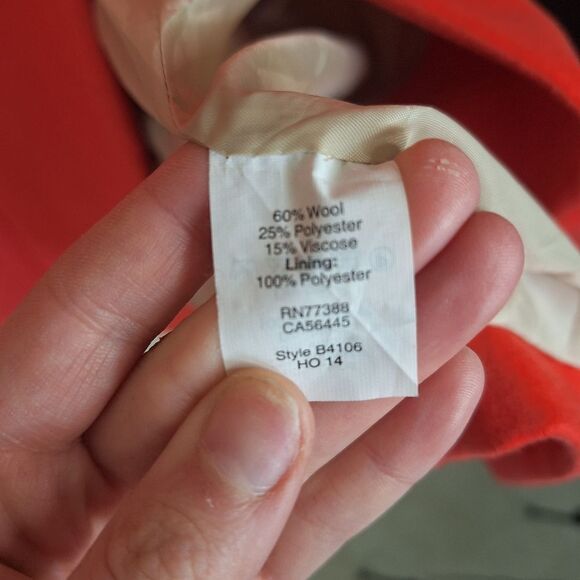 60% Wool
25% Polyester
15% Viscose
Lining:
100% Polyester
RN77388
CA56445
Style B4106
HO 14